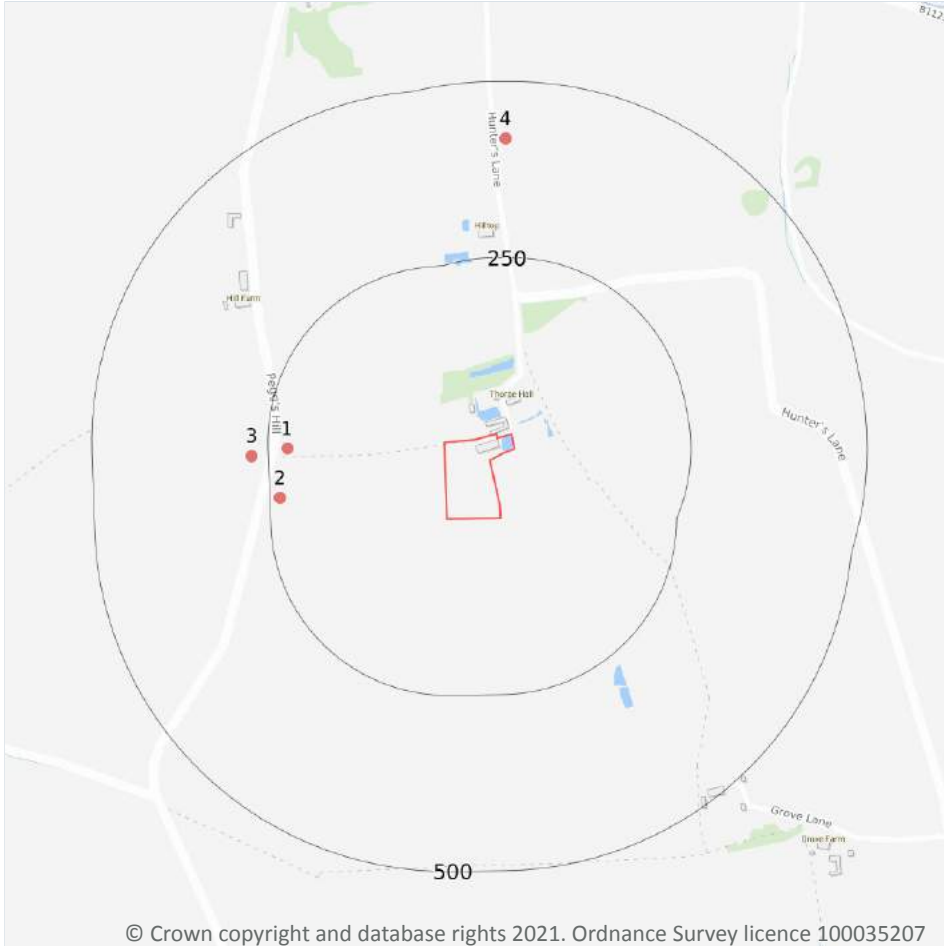 4
Hunter's Lane
Hilltop
250
Hill Farm
Pegg's Hill
Thorpe Hall
1
3
2
Hunter's Lane
Grove Lane
Grove Farm
500
© Crown copyright and database rights 2021. Ordnance Survey licence 100035207